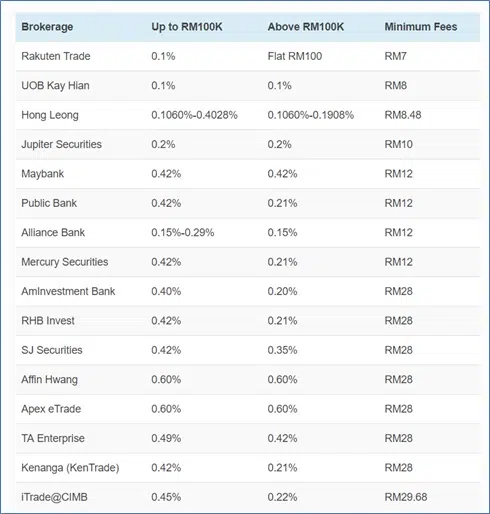 Brokerage Up to RM100K Above RM100K Minimum Fees
Rakuten Trade 0.1% Flat RM100 RM7
UOB Kay Hian 0.1% 0.1% RM8
Hong Leong 0.1060%-0.4028% 0.1060%-0.1908% RM8.48
Jupiter Securities 0.2% 0.2% RM10
Maybank 0.42% 0.42% RM12
Public Bank 0.42% 0.21% RM12
Alliance Bank 0.15%-0.29% 0.15% RM12
Mercury Securities 0.42% 0.21% RM12
AmInvestment Bank 0.40% 0.20% RM28
RHB Invest 0.42% 0.21% RM28
SJ Securities 0.42% 0.35% RM28
Affin Hwang 0.60% 0.60% RM28
Apex eTrade 0.60% 0.60% RM28
TA Enterprise 0.49% 0.42% RM28
Kenanga (KenTrade) 0.42% 0.21% RM28
iTrade@CIMB 0.45% 0.22% RM29.68